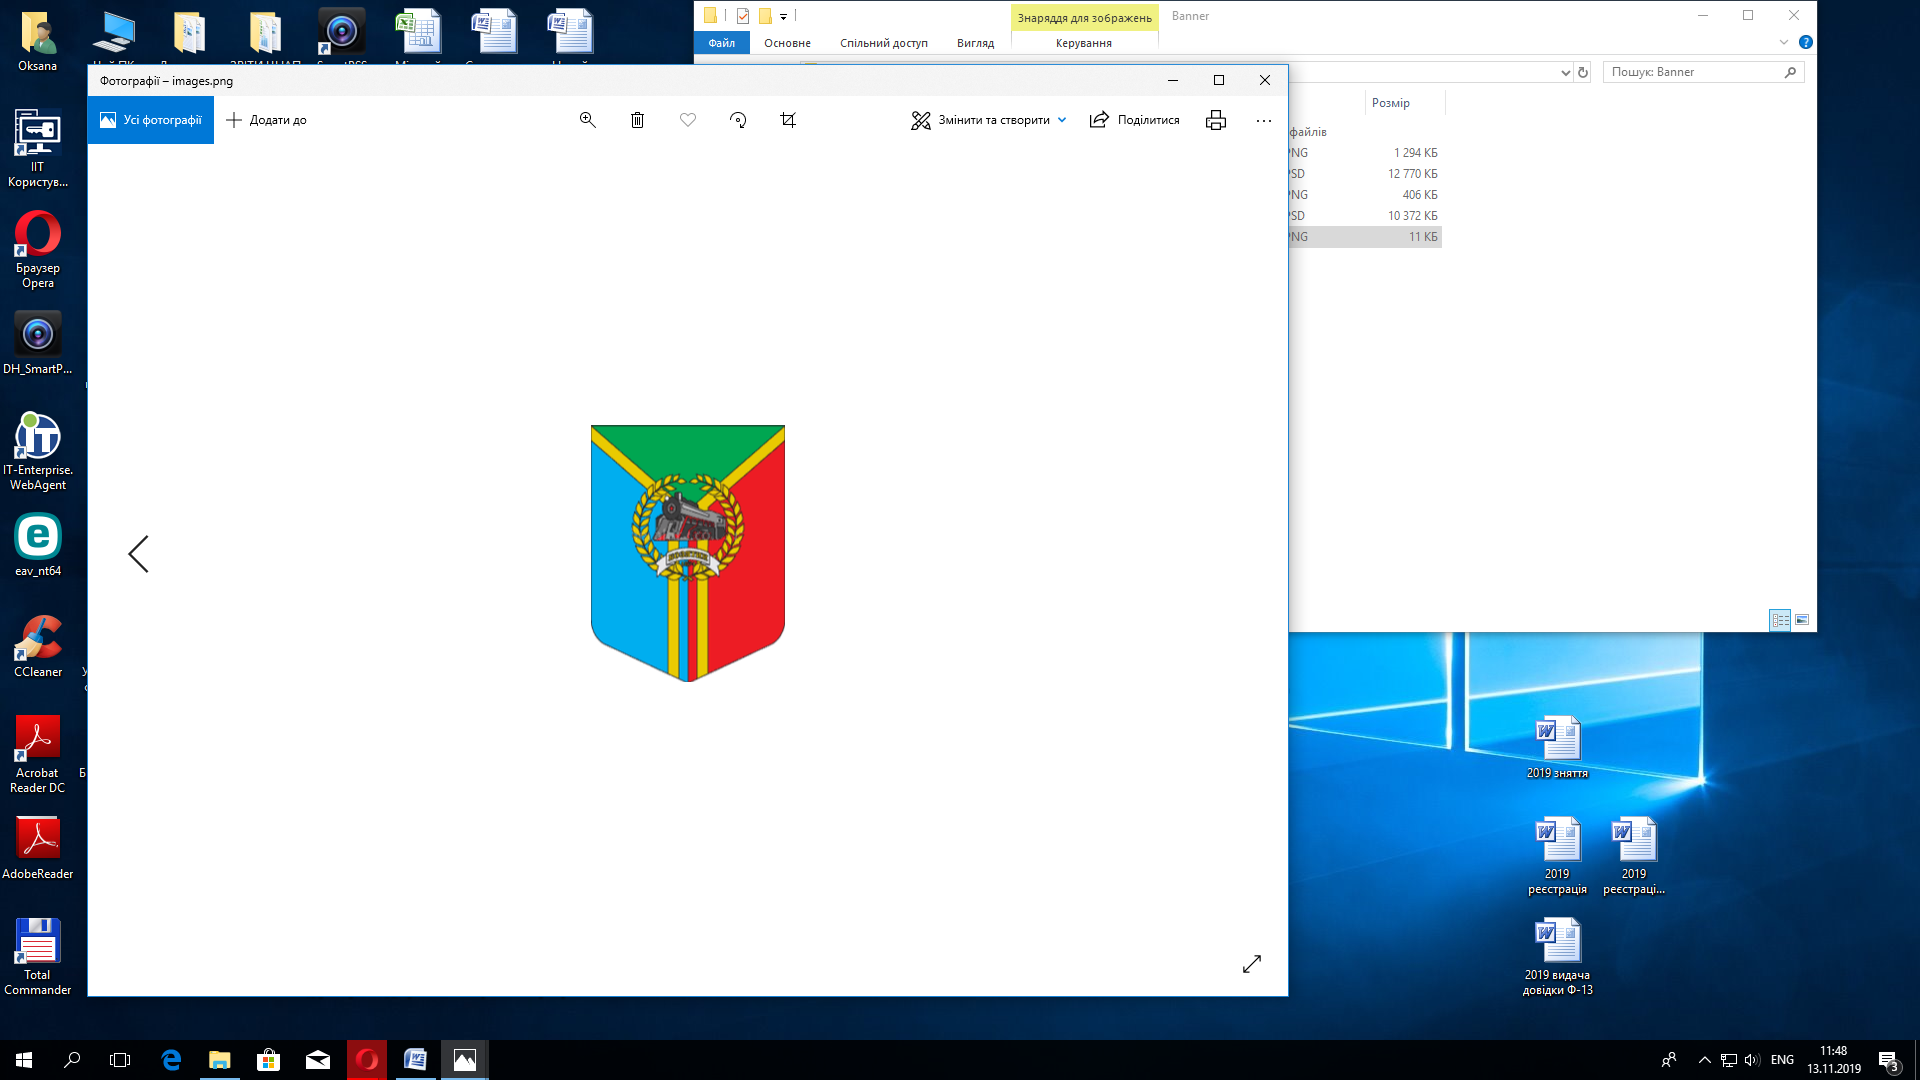 Oksana
IIT
Користув...
Браузер
Opera
DH_SmartP...
IT-Enterprise.
WebAgent
eav_nt64
CCleaner
Acrobat
Reader DC
AdobeReader
Total
Commander
Фотографії – images.png
Усі фотографії
Додати до
Змінити та створити
Поділитися
Знаряддя для зображень
Banner
Файл
Основне
Спільний доступ
Вигляд
Керування
Пошук: Banner
Розмір
файлів
PNG 1 294 КБ
PSD 12 770 КБ
PNG 406 КБ
PSD 10 372 КБ
PNG 11 КБ
2019 зняття
2019
реєстрація
2019
реєстраці...
2019 видача
довідки Ф-13
ENG
11:48
13.11.2019
3